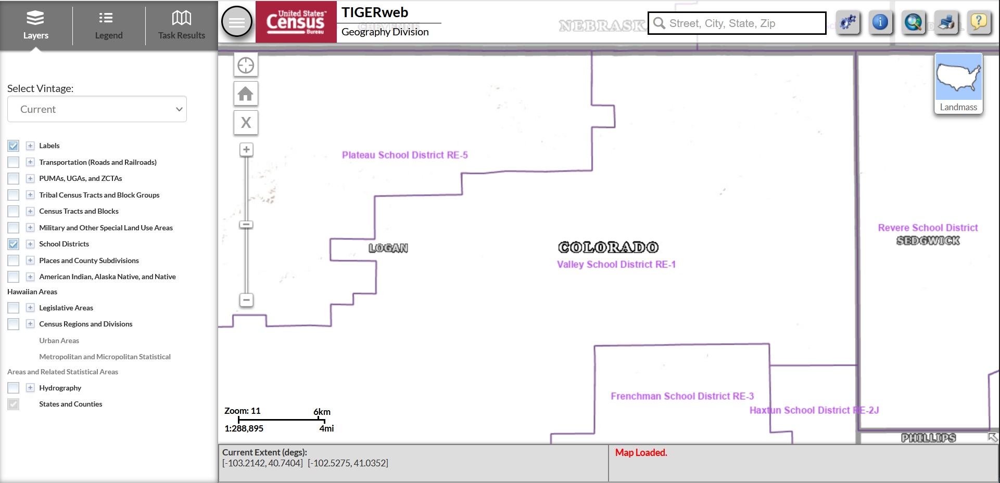 Layers
Legend
Task Results
United States™
Census
Bureau
TIGERweb
Geography Division
CHEYENNE
NEBRASK
Street, City, State, Zip
Select Vintage:
Current
Labels
Transportation (Roads and Railroads)
PUMAs, UGAs, and ZCTAs
Tribal Census Tracts and Block Groups
Census Tracts and Blocks
Military and Other Special Land Use Areas
School Districts
Places and County Subdivisions
American Indian, Alaska Native, and Native
Hawaiian Areas
Legislative Areas
Census Regions and Divisions
Urban Areas
Metropolitan and Micropolitan Statistical
Areas and Related Statistical Areas
Hydrography
States and Counties
X
Landmass
Plateau School District RE-5
LOGAN
COLORADO
Valley School District RE-1
Revere School District
SEDGWICK
Frenchman School District RE-3
Haxtun School District RE-2J
PHILLIPS
Zoom: 11
6km
1:288,895
4mi
Current Extent (degs):
[-103.2142, 40.7404] [-102.5275, 41.0352]
Map Loaded.